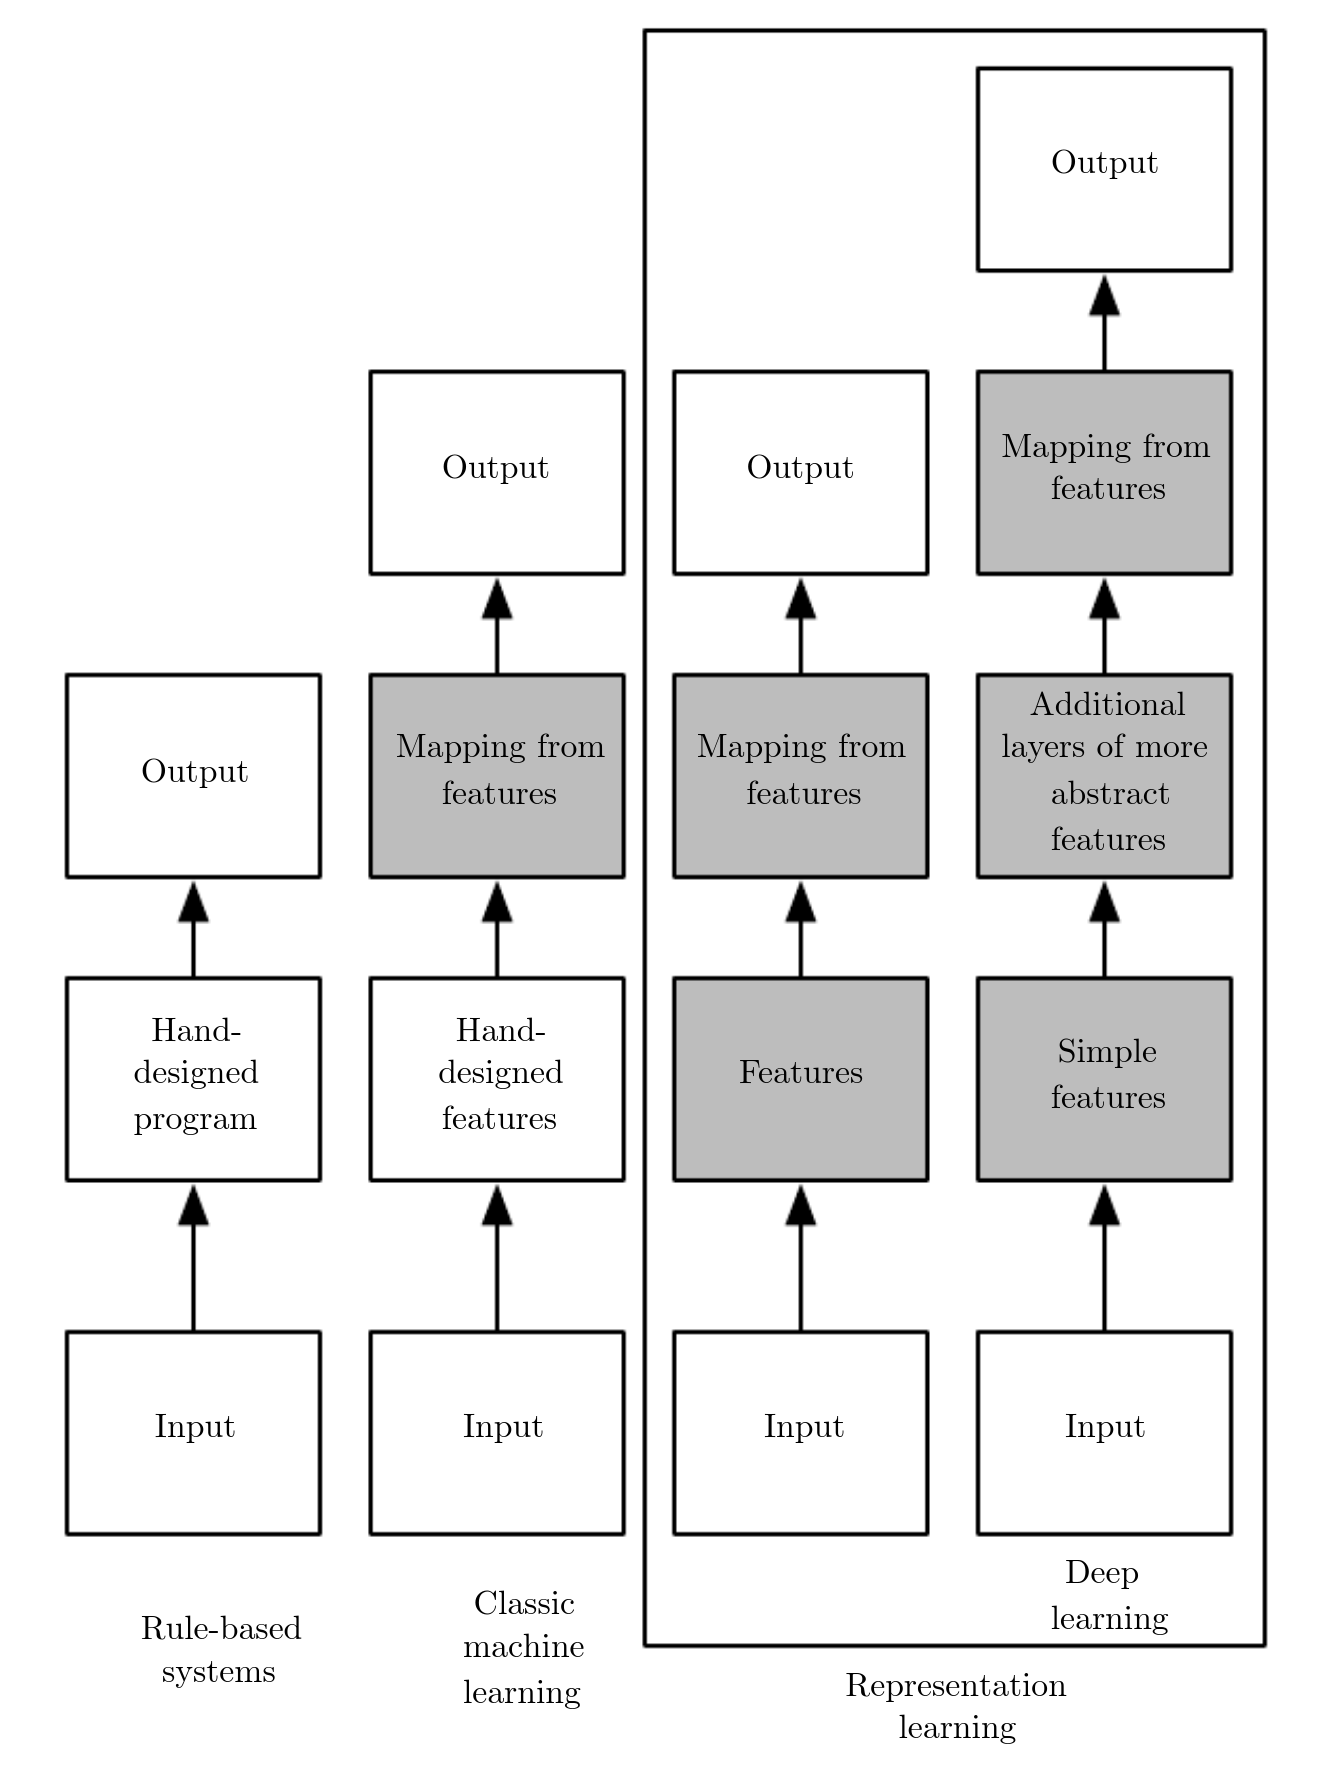 Output
Output
Output
Mapping from
features
Output
Mapping from
features
Mapping from
features
Additional
layers of more
abstract
features
Hand-
designed
program
Hand-
designed
features
Features
Simple
features
Input
Input
Input
Input
Rule-based
systems
Classic
machine
learning
Deep
learning
Representation
learning